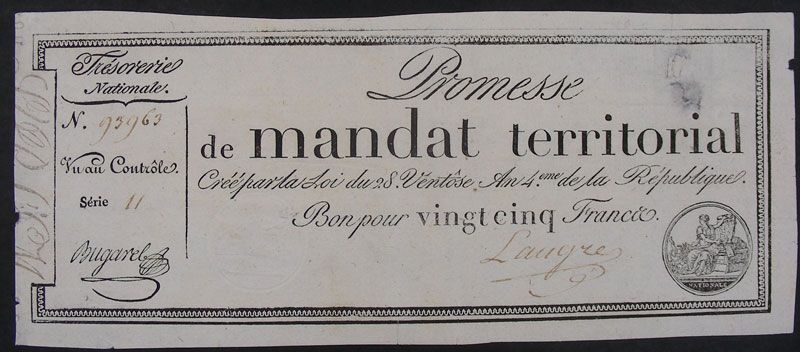 Trésorerie
Nationale.
N. 93963
Vu au Contrôle.
Série 11
Bugarel
Promesse
de mandat territorial
Créé par la Loi du 28. Ventôse, An 4.eme de la République.
Bon pour vingt cinq Francs.
Laugre
NATIONALE